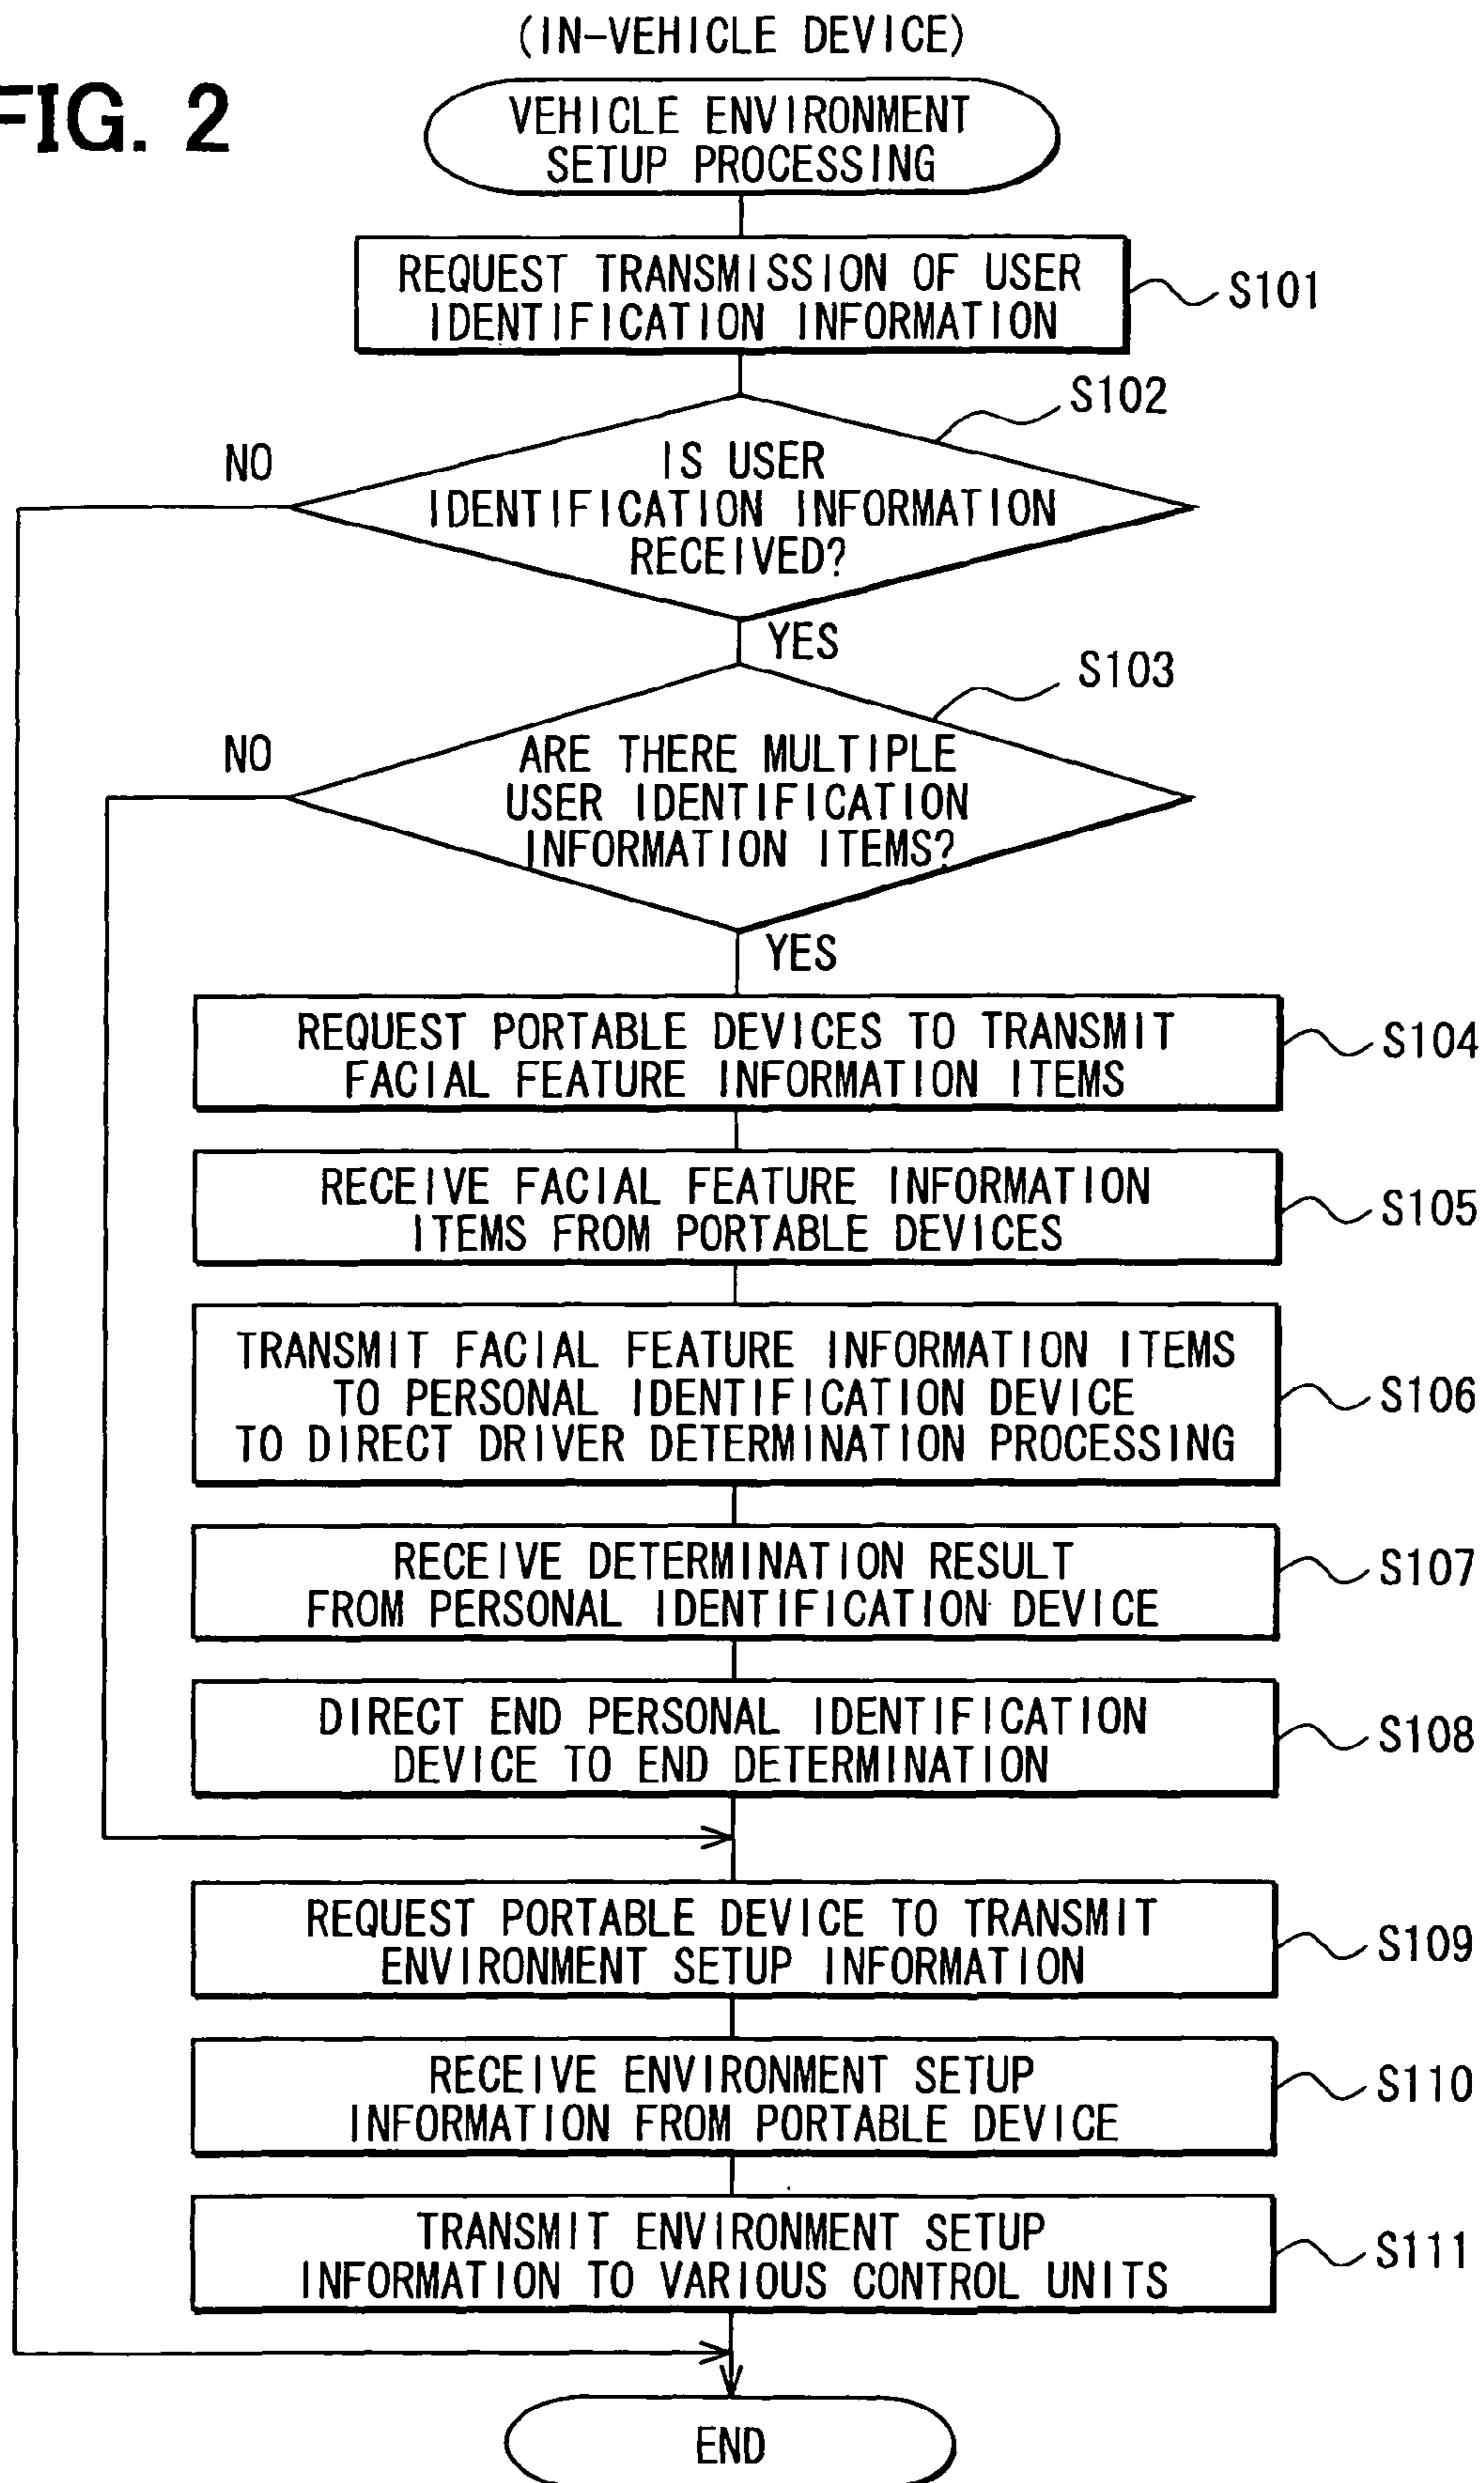 (IN-VEHICLE DEVICE)
FIG. 2
VEHICLE ENVIRONMENT
SETUP PROCESSING
REQUEST TRANSMISSION OF USER
IDENTIFICATION INFORMATION
S101
S102
NO
IS USER
IDENTIFICATION INFORMATION
RECEIVED?
YES
S103
NO
ARE THERE MULTIPLE
USER IDENTIFICATION
INFORMATION ITEMS?
YES
REQUEST PORTABLE DEVICES TO TRANSMIT
FACIAL FEATURE INFORMATION ITEMS
S104
RECEIVE FACIAL FEATURE INFORMATION
ITEMS FROM PORTABLE DEVICES
S105
TRANSMIT FACIAL FEATURE INFORMATION ITEMS
TO PERSONAL IDENTIFICATION DEVICE
TO DIRECT DRIVER DETERMINATION PROCESSING
S106
RECEIVE DETERMINATION RESULT
FROM PERSONAL IDENTIFICATION DEVICE
S107
DIRECT END PERSONAL IDENTIFICATION
DEVICE TO END DETERMINATION
S108
REQUEST PORTABLE DEVICE TO TRANSMIT
ENVIRONMENT SETUP INFORMATION
S109
RECEIVE ENVIRONMENT SETUP
INFORMATION FROM PORTABLE DEVICE
S110
TRANSMIT ENVIRONMENT SETUP
INFORMATION TO VARIOUS CONTROL UNITS
S111
END